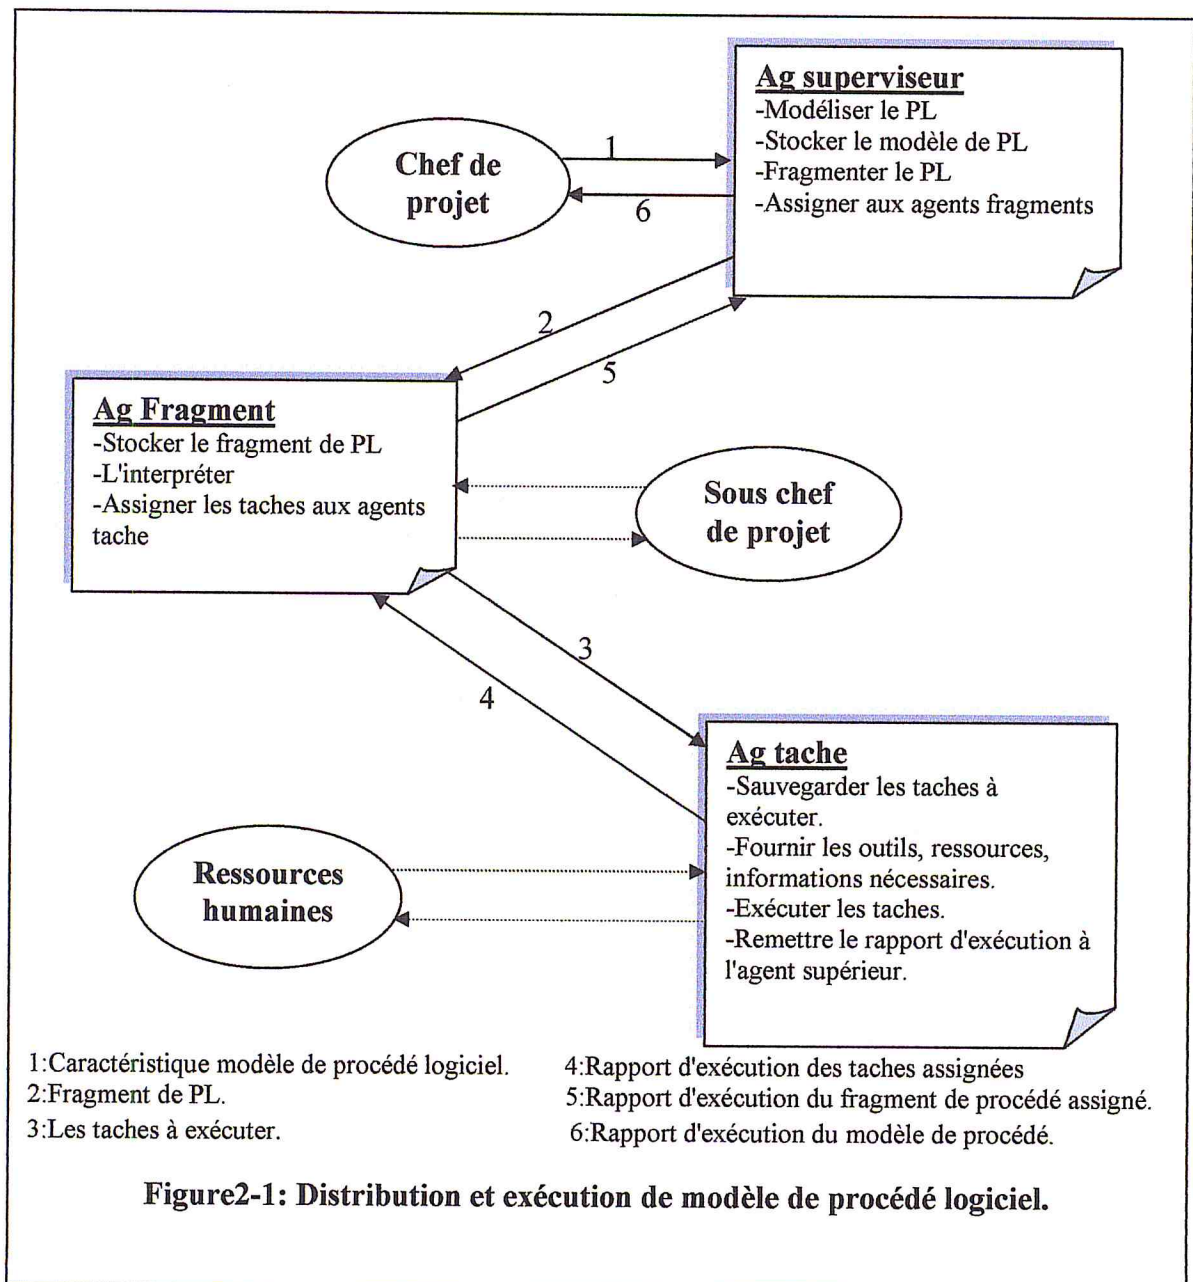 Ag superviseur
-Modéliser le PL
-Stocker le modèle de PL
-Fragmenter le PL
-Assigner aux agents fragments
Chef de
projet
1
6
2
5
Ag Fragment
-Stocker le fragment de PL
-L'interpréter
-Assigner les taches aux agents
tache
Sous chef
de projet
3
4
Ag tache
-Sauvegarder les taches à
exécuter.
-Fournir les outils, ressources,
informations nécessaires.
-Exécuter les taches.
-Remettre le rapport d'exécution à
l'agent supérieur.
Ressources
humaines
1:Caractéristique modèle de procédé logiciel.
2:Fragment de PL.
3:Les taches à exécuter.
4:Rapport d'exécution des taches assignées
5:Rapport d'exécution du fragment de procédé assigné.
6:Rapport d'exécution du modèle de procédé.
Figure2-1: Distribution et exécution de modèle de procédé logiciel.